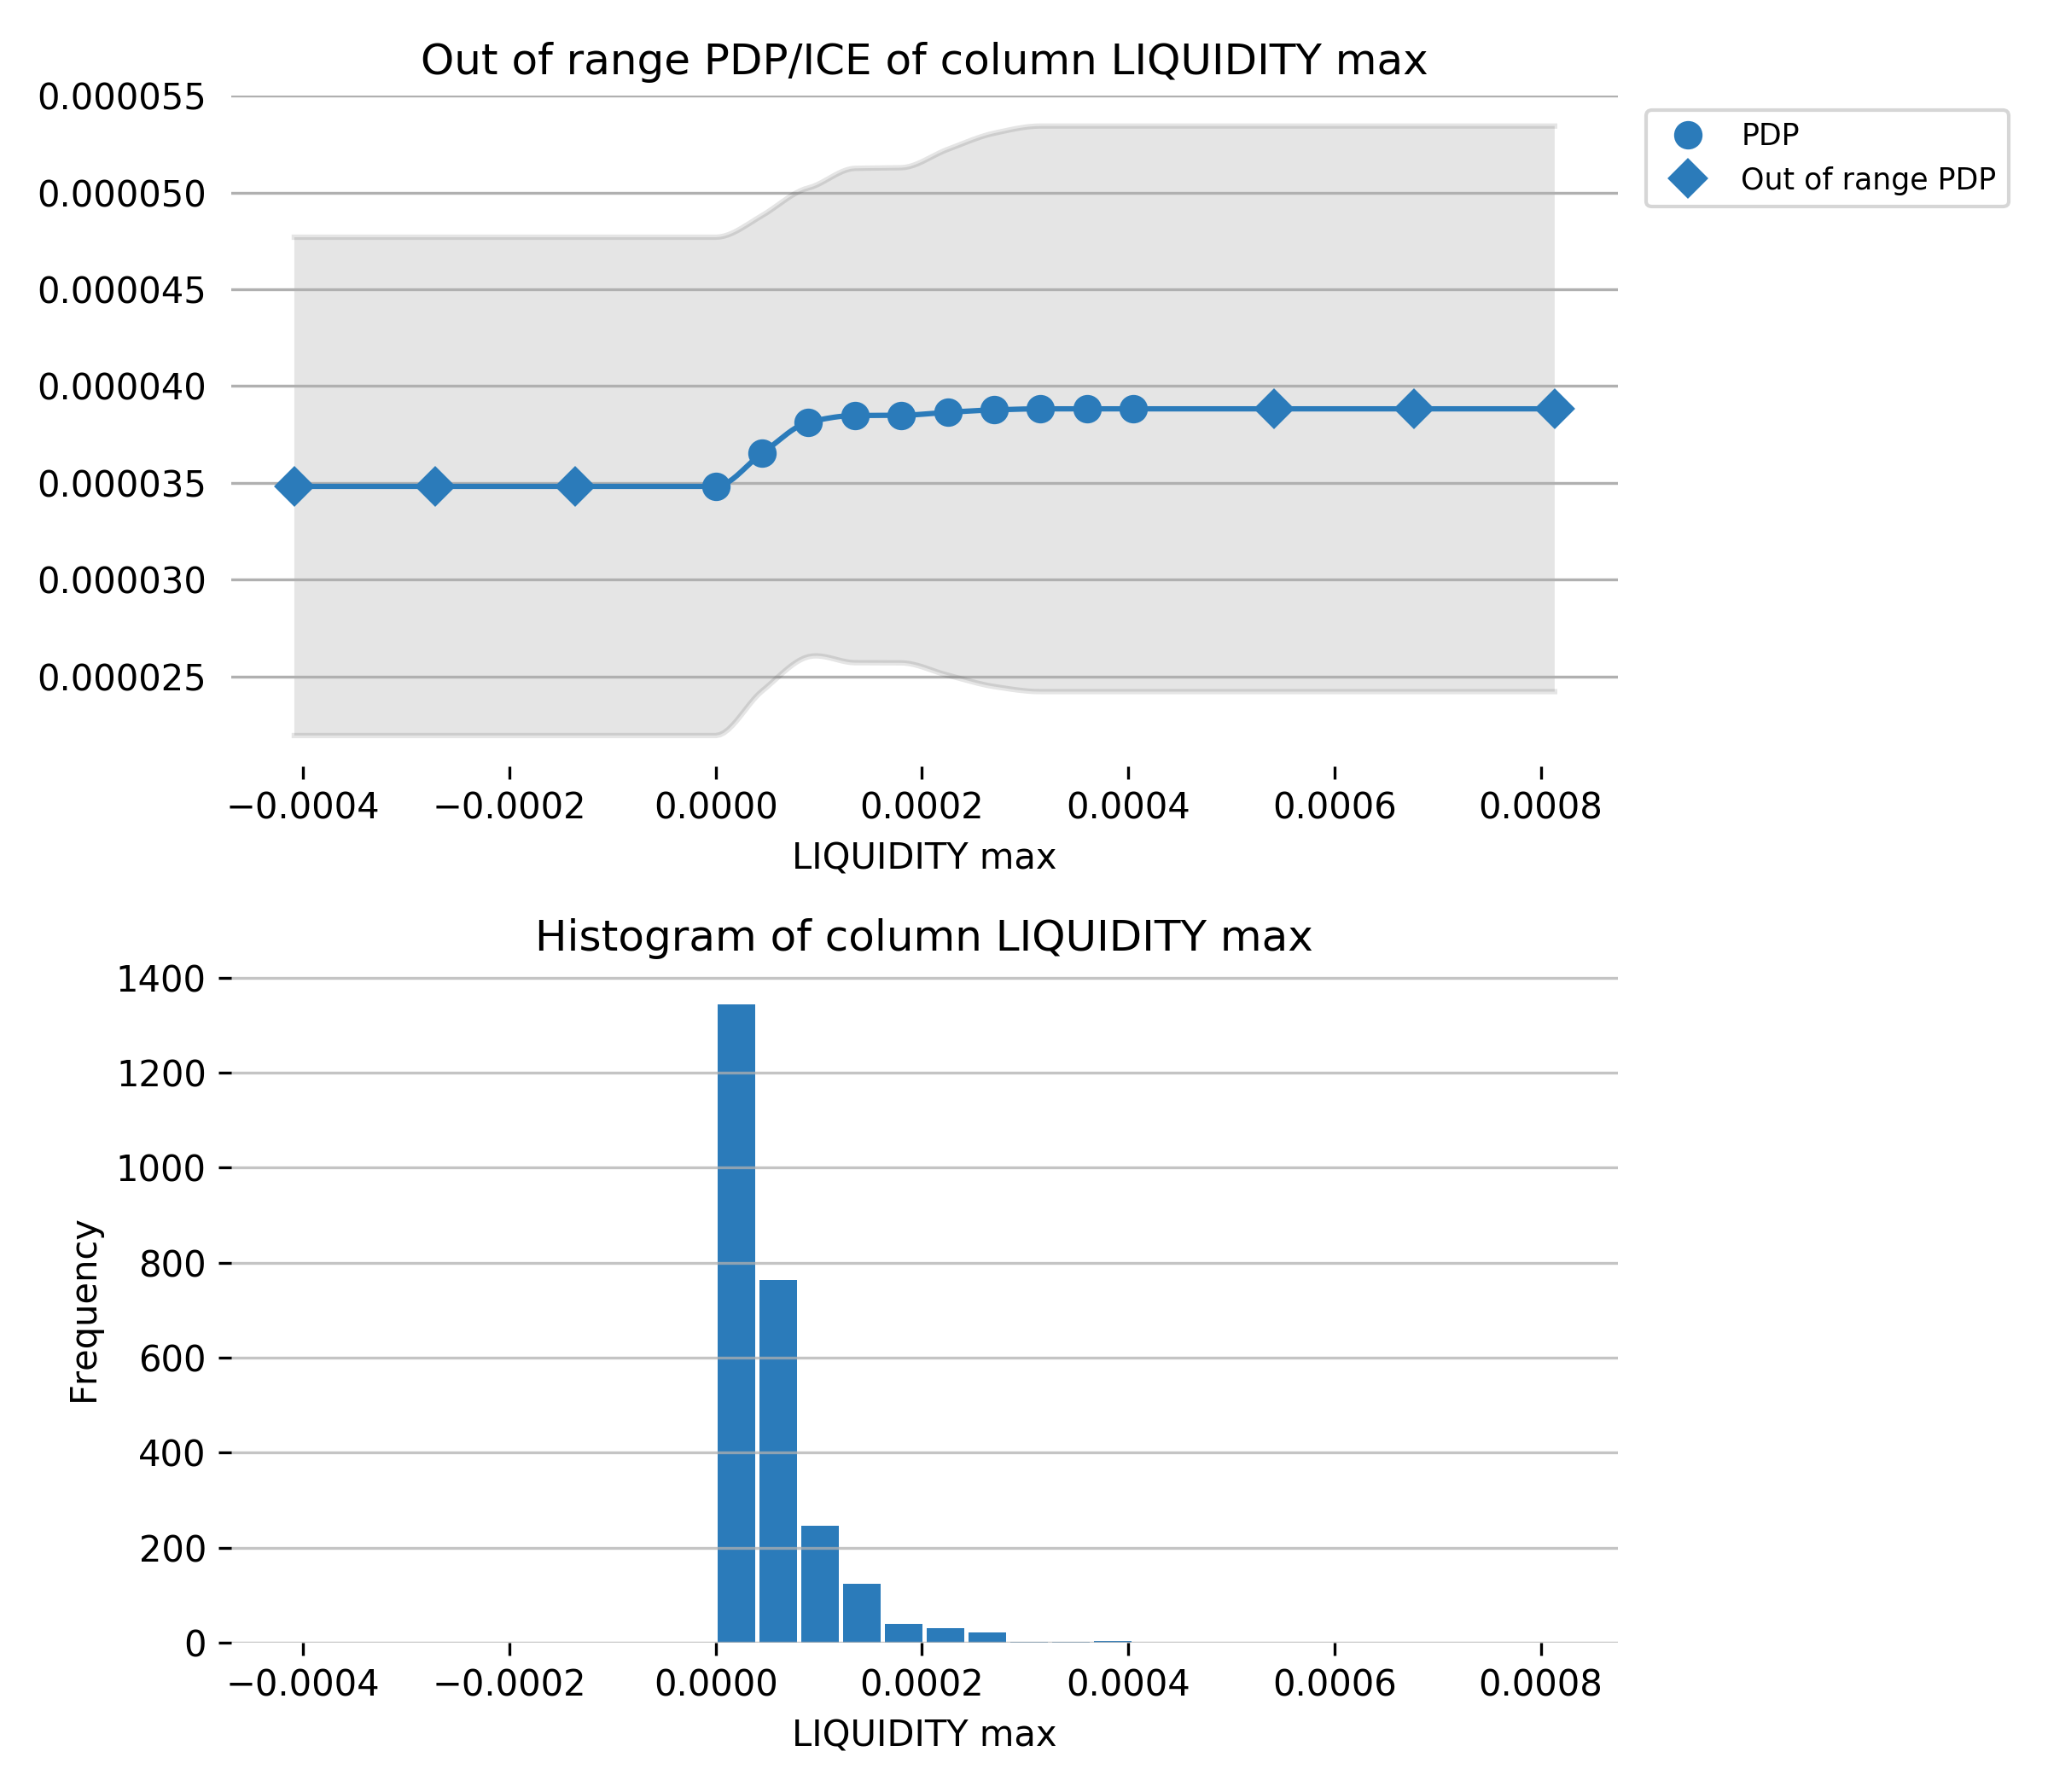 Out of range PDP/ICE of column LIQUIDITY max
0.000055
0.000050
0.000045
0.000040
0.000035
0.000030
0.000025
PDP
Out of range PDP
−0.0004 −0.0002 0.0000 0.0002 0.0004 0.0006 0.0008
LIQUIDITY max
Histogram of column LIQUIDITY max
1400
1200
1000
800
600
400
200
0
Frequency
−0.0004 −0.0002 0.0000 0.0002 0.0004 0.0006 0.0008
LIQUIDITY max